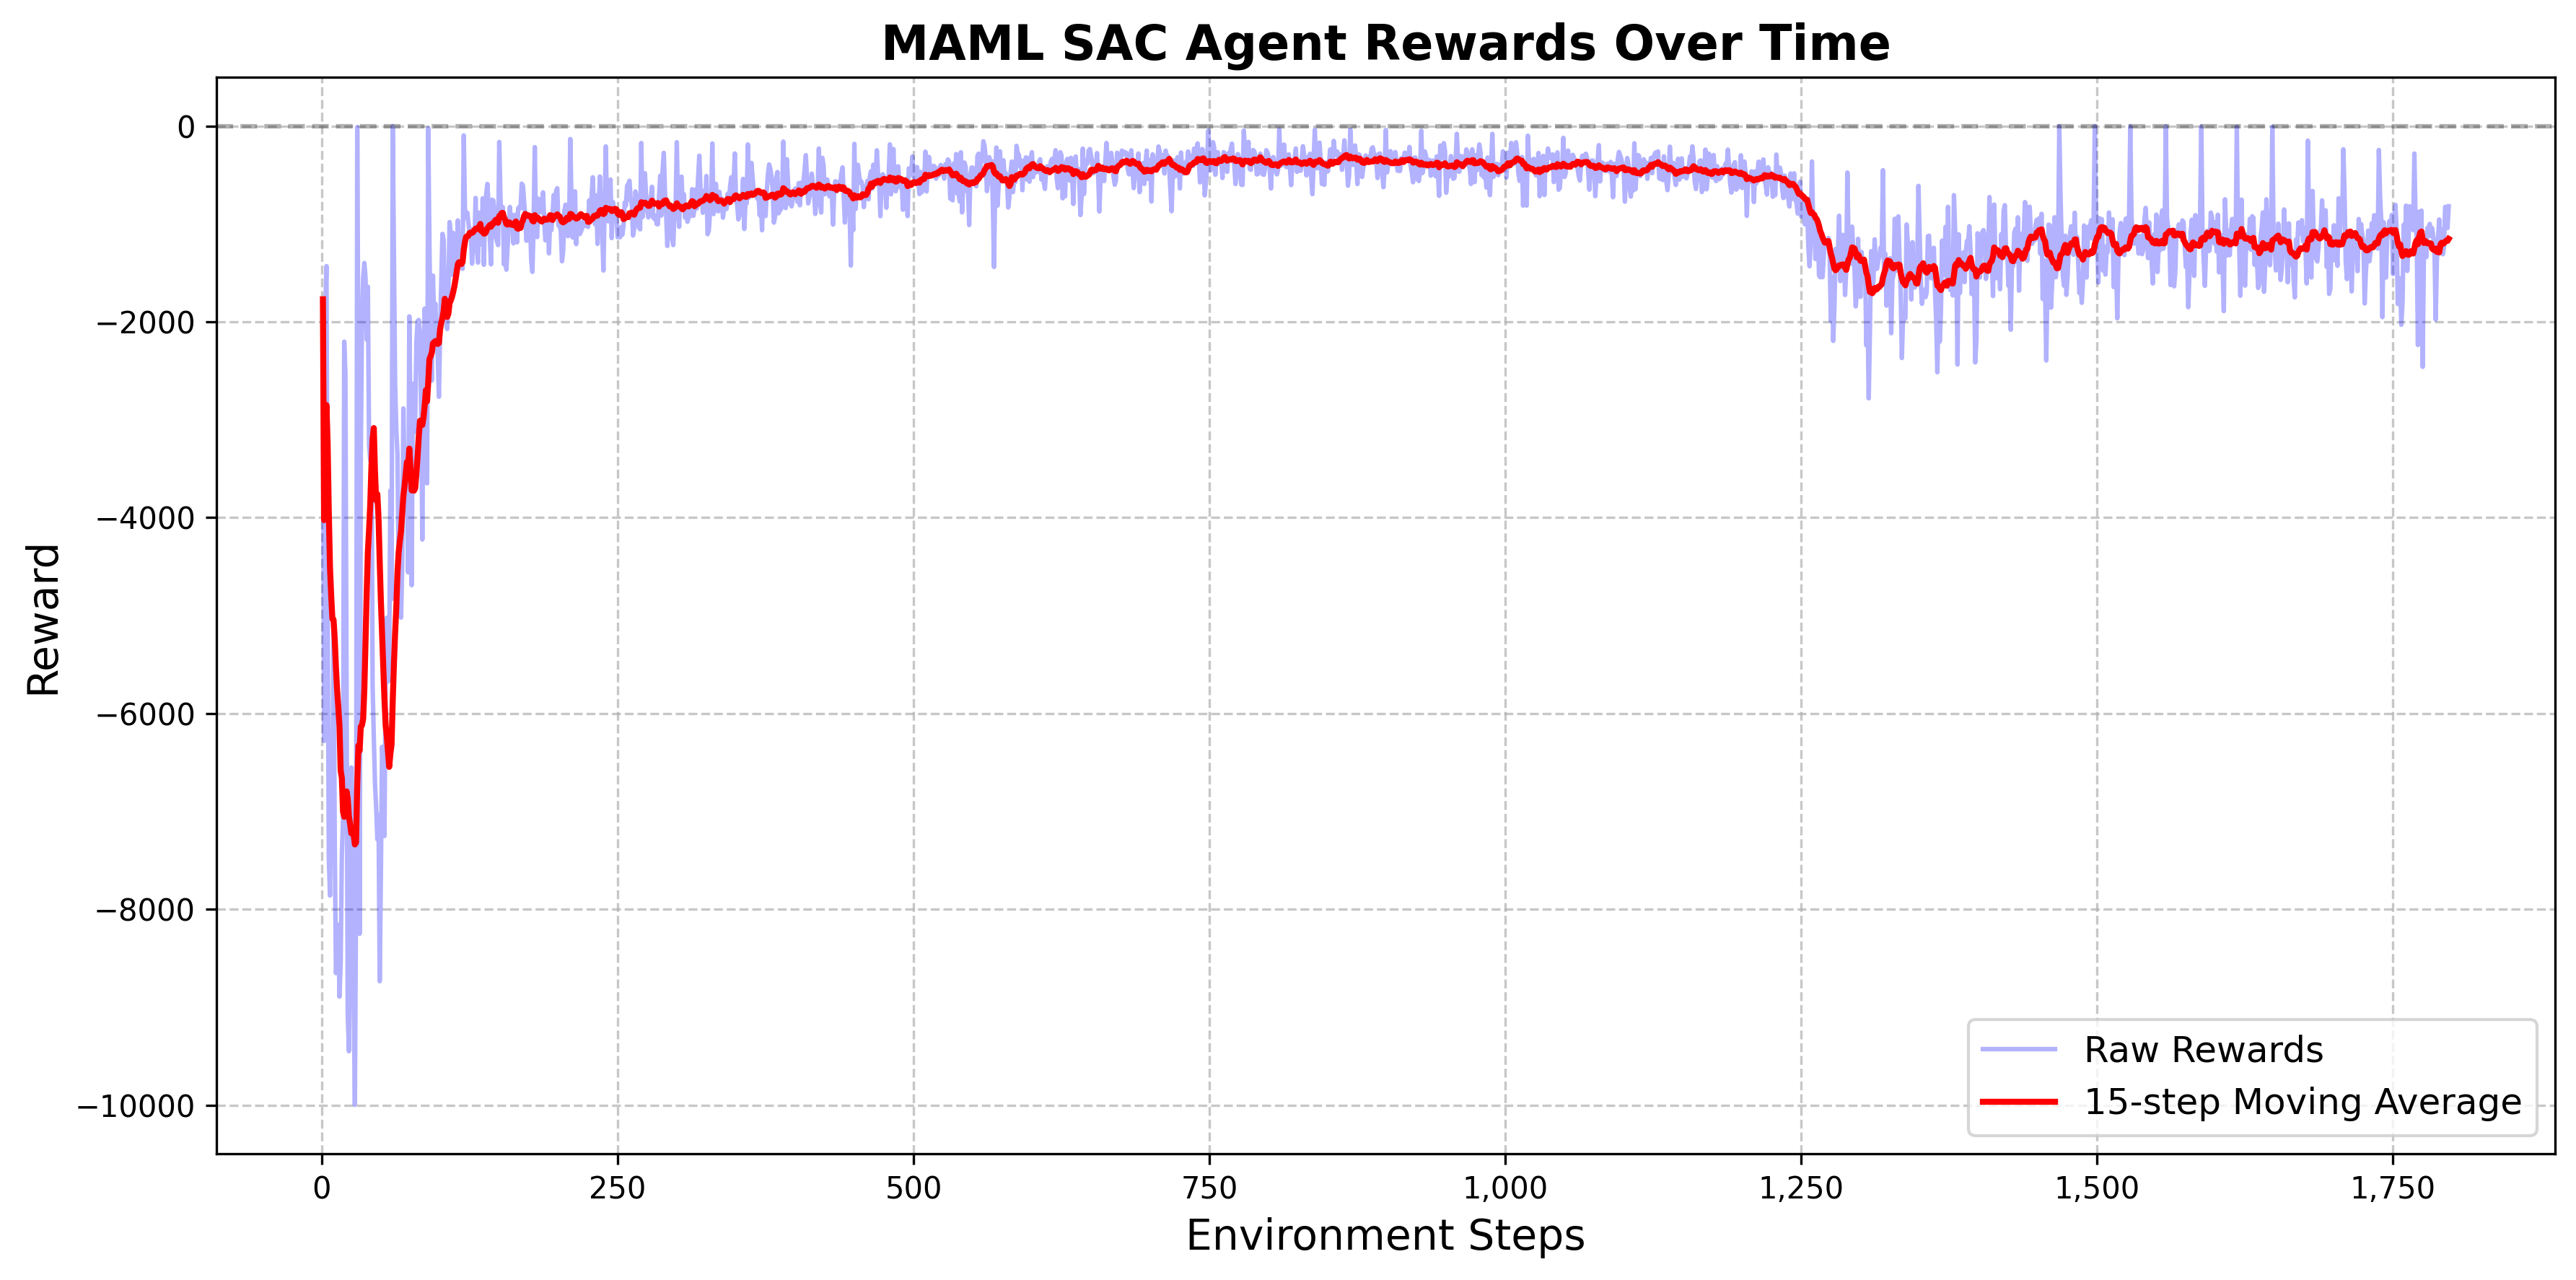 MAML SAC Agent Rewards Over Time
0
−2000
−4000
−6000
−8000
−10000
Reward
0 250 500 750 1,000 1,250 1,500 1,750
Environment Steps
Raw Rewards
15-step Moving Average